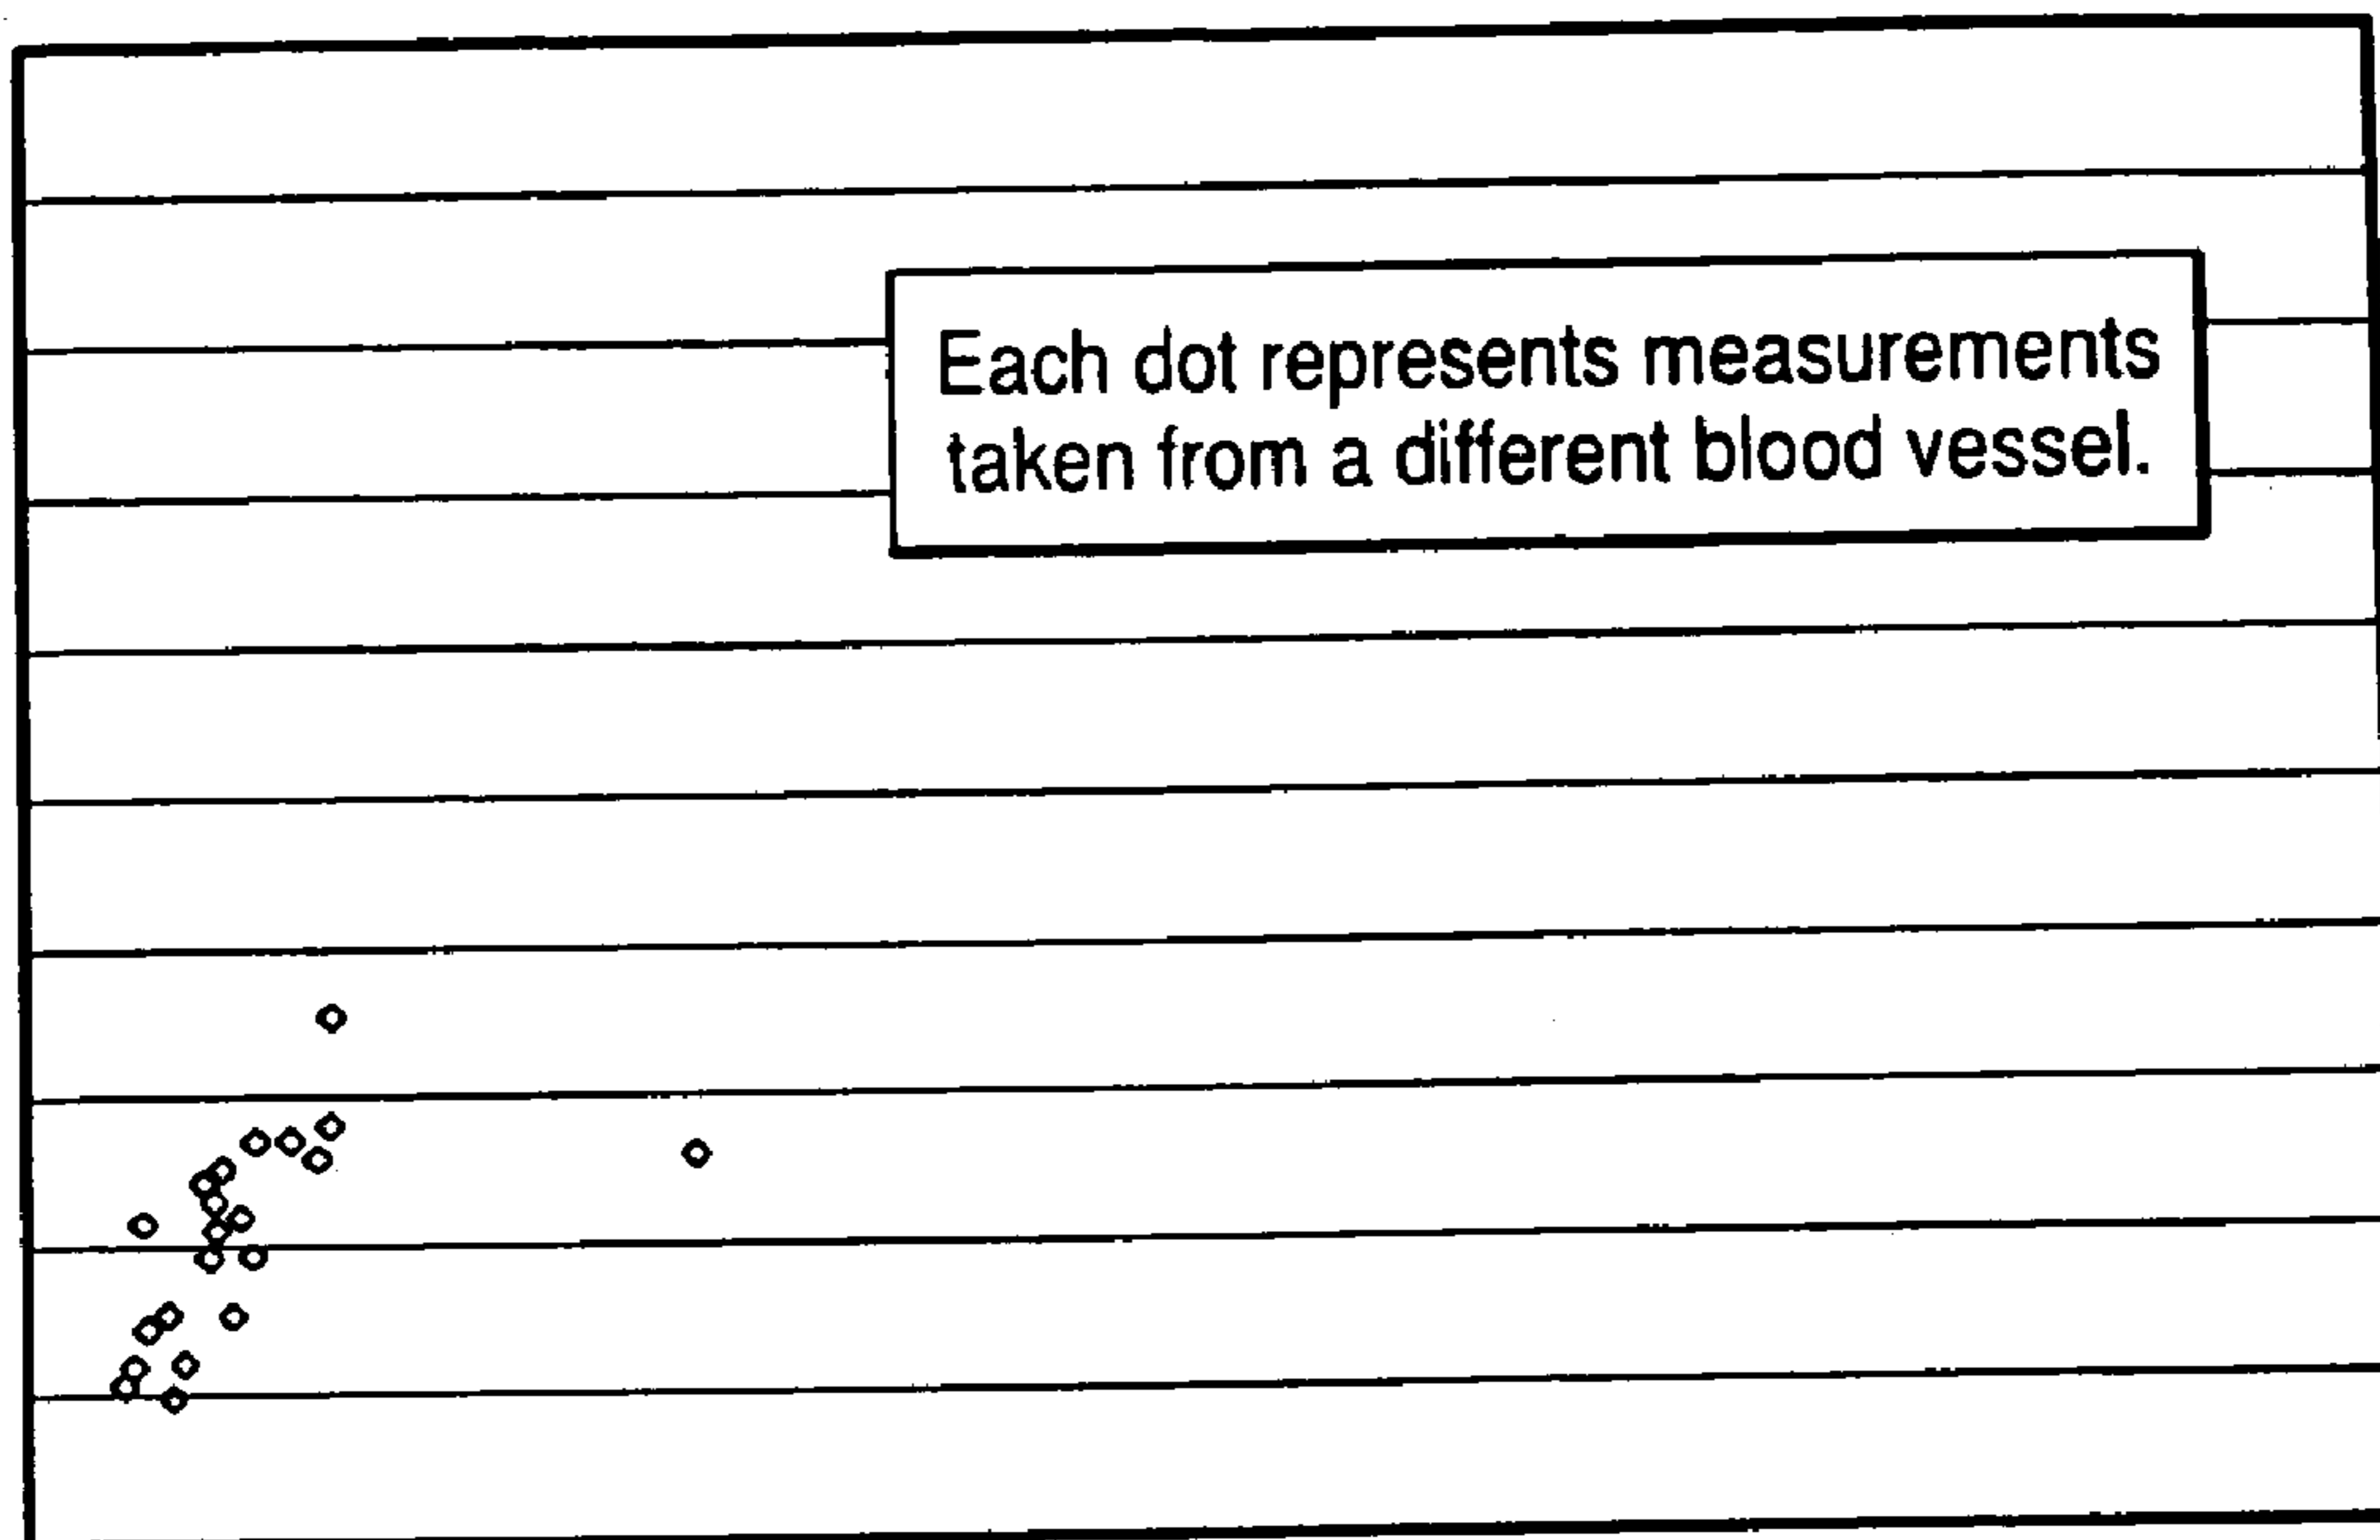 Each dot represents measurements
taken from a different blood vessel.